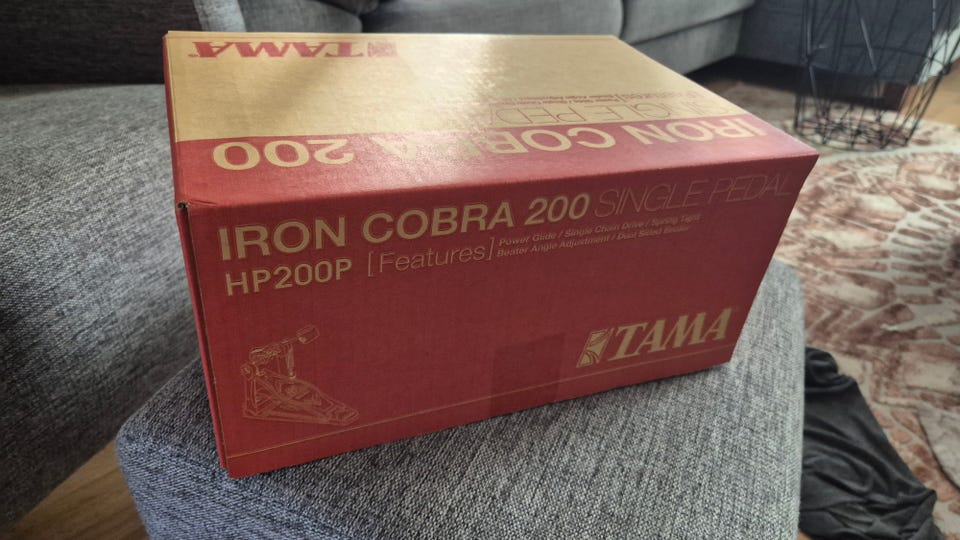 TAMA
SINGLE PEDAL
IRON COBRA 200
IRON COBRA 200 SINGLE PEDAL
HP200P [Features] Power Glide / Single Chain Drive / Spring Tight
Beater Angle Adjustment / Dual Sided Beater
TAMA